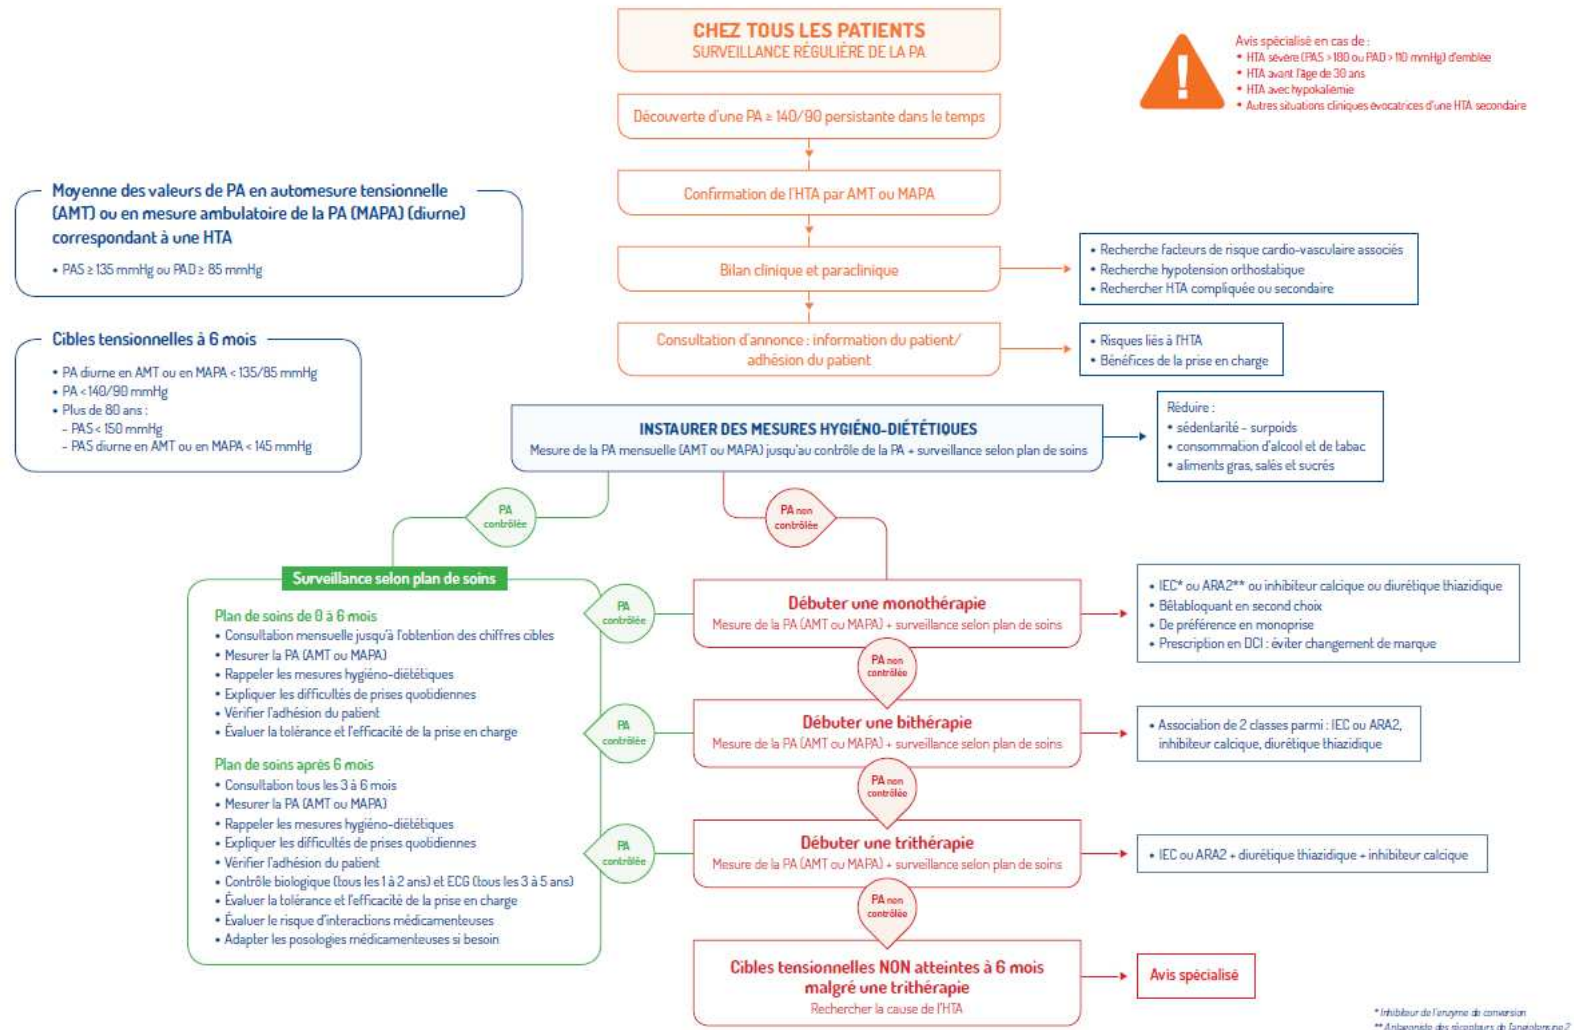 CHEZ TOUS LES PATIENTS
SURVEILLANCE RÉGULIÈRE DE LA PA
Avis spécialisé en cas de :
• HTA sévère (PAS > 180 ou PAD > 110 mmHg) d'emblée
• HTA avant l'âge de 30 ans
• HTA avec hypokaliémie
• Autres situations cliniques évocatrices d'une HTA secondaire
Découverte d'une PA ≥ 140/90 persistante dans le temps
Confirmation de l'HTA par AMT ou MAPA
Moyenne des valeurs de PA en automesure tensionnelle
(AMT) ou en mesure ambulatoire de la PA (MAPA) (diurne)
correspondant à une HTA
• PAS ≥ 135 mmHg ou PAD ≥ 85 mmHg
Bilan clinique et paraclinique
• Recherche facteurs de risque cardio-vasculaire associés
• Recherche hypotension orthostatique
• Rechercher HTA compliquée ou secondaire
Consultation d'annonce : information du patient/
adhésion du patient
• Risques liés à l'HTA
• Bénéfices de la prise en charge
Cibles tensionnelles à 6 mois
• PA diurne en AMT ou en MAPA < 135/85 mmHg
• PA < 140/90 mmHg
• Plus de 80 ans :
- PAS < 150 mmHg
- PAS diurne en AMT ou en MAPA < 145 mmHg
INSTAURER DES MESURES HYGIÉNO-DIÉTÉTIQUES
Mesure de la PA mensuelle (AMT ou MAPA) jusqu'au contrôle de la PA + surveillance selon plan de soins
Réduire :
• sédentarité - surpoids
• consommation d'alcool et de tabac
• aliments gras, salés et sucrés
PA
contrôlée
PA non
contrôlée
Surveillance selon plan de soins
Plan de soins de 0 à 6 mois
• Consultation mensuelle jusqu'à l'obtention des chiffres cibles
• Mesurer la PA (AMT ou MAPA)
• Rappeler les mesures hygiéno-diététiques
• Expliquer les difficultés de prises quotidiennes
• Vérifier l'adhésion du patient
• Évaluer la tolérance et l'efficacité de la prise en charge
Plan de soins après 6 mois
• Consultation tous les 3 à 6 mois
• Mesurer la PA (AMT ou MAPA)
• Rappeler les mesures hygiéno-diététiques
• Expliquer les difficultés de prises quotidiennes
• Vérifier l'adhésion du patient
• Contrôle biologique (tous les 1 à 2 ans) et ECG (tous les 3 à 5 ans)
• Évaluer la tolérance et l'efficacité de la prise en charge
• Évaluer le risque d'interactions médicamenteuses
• Adapter les posologies médicamenteuses si besoin
PA
contrôlée
Débuter une monothérapie
Mesure de la PA (AMT ou MAPA) + surveillance selon plan de soins
• IEC* ou ARA2** ou inhibiteur calcique ou diurétique thiazidique
• Bêtabloquant en second choix
• De préférence en monoprise
• Prescription en DCI : éviter changement de marque
PA non
contrôlée
PA
contrôlée
Débuter une bithérapie
Mesure de la PA (AMT ou MAPA) + surveillance selon plan de soins
• Association de 2 classes parmi : IEC ou ARA2,
inhibiteur calcique, diurétique thiazidique
PA non
contrôlée
PA
contrôlée
Débuter une trithérapie
Mesure de la PA (AMT ou MAPA) + surveillance selon plan de soins
• IEC ou ARA2 + diurétique thiazidique + inhibiteur calcique
PA non
contrôlée
Cibles tensionnelles NON atteintes à 6 mois
malgré une trithérapie
Rechercher la cause de l'HTA
Avis spécialisé
* Inhibiteur de l'enzyme de conversion
** Antagoniste des récepteurs de l'angiotensine 2